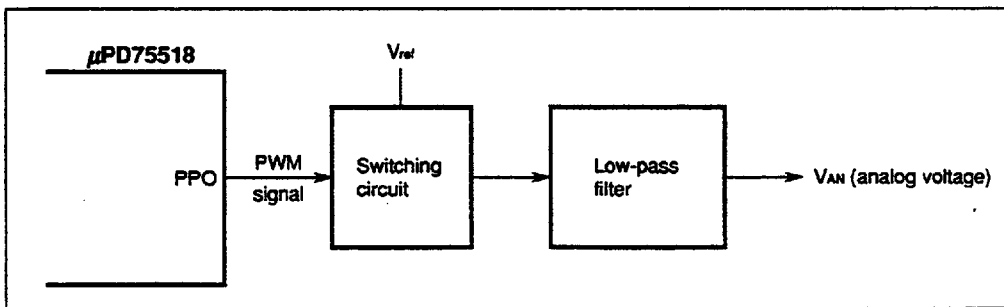 μPD75518
Vref
PPO
PWM
signal
Switching
circuit
Low-pass
filter
VAN (analog voltage)